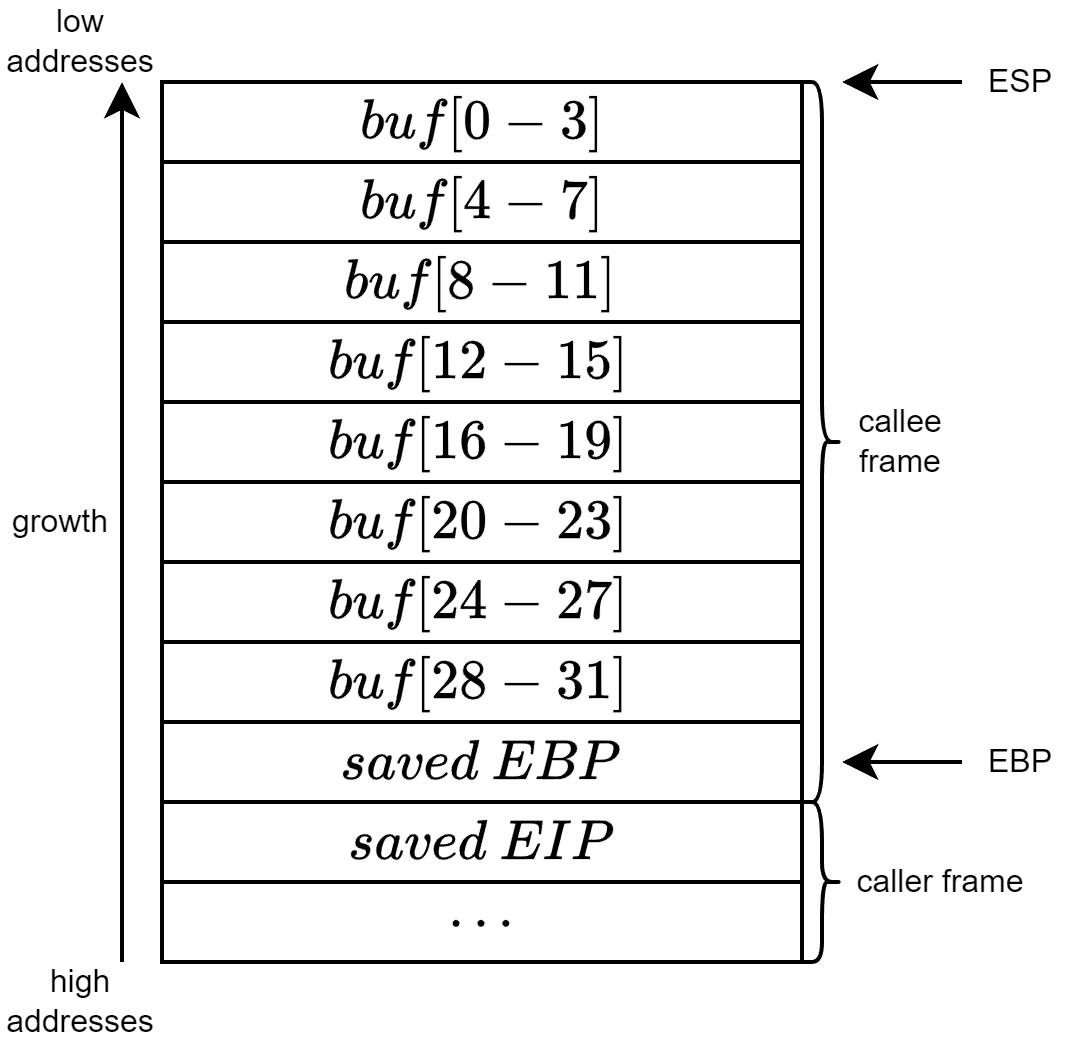 low
addresses
ESP
buf[0 − 3]
buf[4 − 7]
buf[8 − 11]
buf[12 − 15]
callee
frame
buf[16 − 19]
growth
buf[20 − 23]
buf[24 − 27]
buf[28 − 31]
saved EBP
EBP
saved EIP
caller frame
...
high
addresses